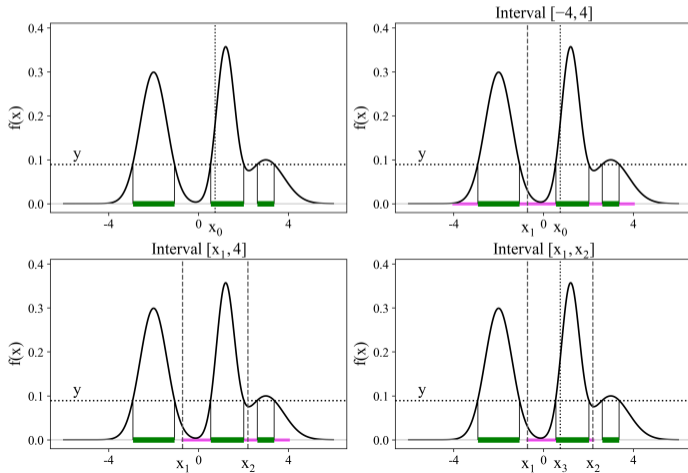 Interval [−4, 4]
0.4
0.3
0.2
0.1
0.0
f(x)
y
-4
0
4
x0
0.4
0.3
0.2
0.1
0.0
f(x)
y
-4
x1
0
x0
4
Interval [x1, 4]
0.4
0.3
0.2
0.1
0.0
f(x)
y
-4
x1
0
x2
4
Interval [x1, x2]
0.4
0.3
0.2
0.1
0.0
f(x)
y
-4
x1
0
x3
x2
4